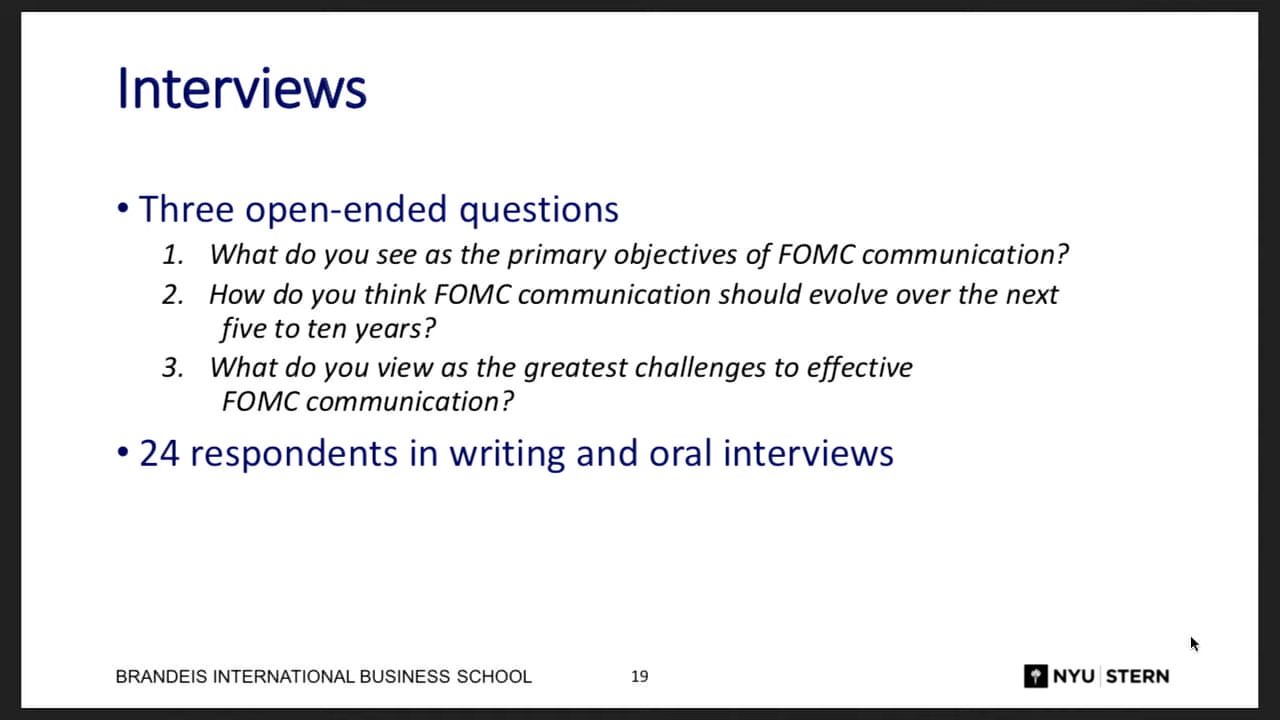 Interviews
• Three open-ended questions
1. What do you see as the primary objectives of FOMC communication?
2. How do you think FOMC communication should evolve over the next
five to ten years?
3. What do you view as the greatest challenges to effective
FOMC communication?
• 24 respondents in writing and oral interviews
BRANDEIS INTERNATIONAL BUSINESS SCHOOL 19 NYU STERN